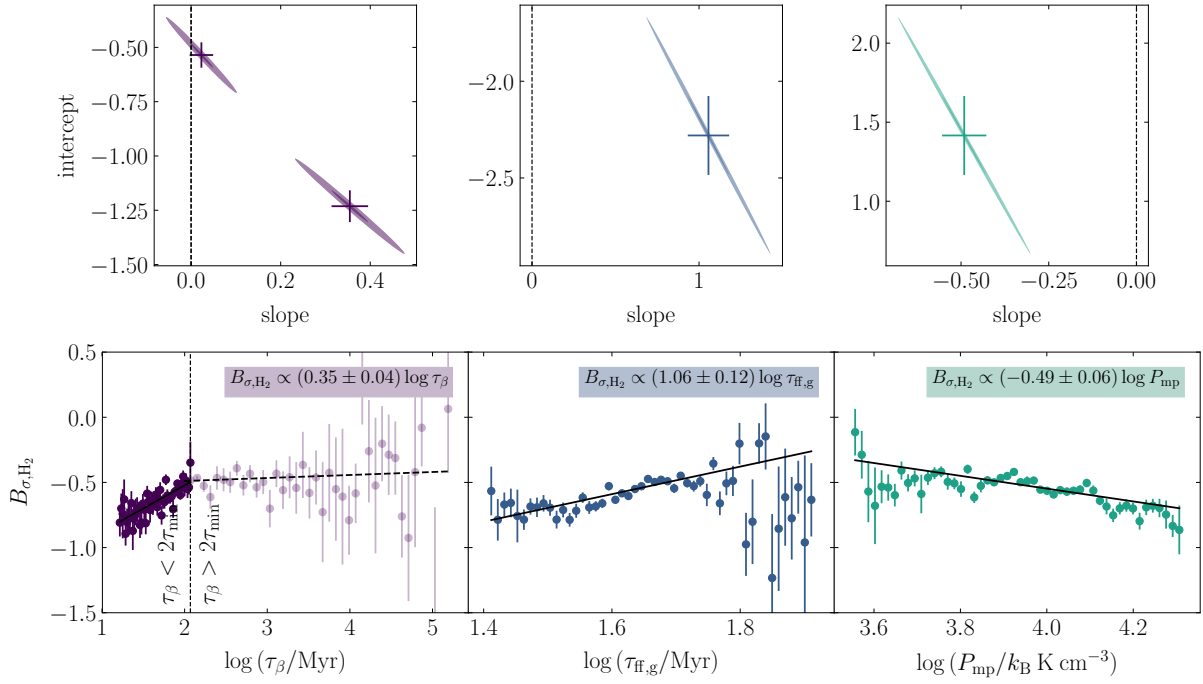 −0.50
−0.75
−1.00
−1.25
−1.50
intercept
0.0
0.4
slope
−2.0
−2.5
0
1
slope
2.0
1.5
1.0
−0.50
−0.25
0.00
slope
0.5
0.0
−0.5
−1.0
−1.5
B_{σ,H₂}
B_{σ,H₂} ∝ (0.35 ± 0.04) log τ_β
τ_β < 2τ_min
τ_β > 2τ_min
1
2
3
4
5
log (τ_β/Myr)
B_{σ,H₂} ∝ (1.06 ± 0.12) log τ_{ff,g}
1.4
1.6
1.8
log (τ_{ff,g}/Myr)
B_{σ,H₂} ∝ (−0.49 ± 0.06) log P_mp
3.6
3.8
4.0
4.2
log (P_mp/k_B K cm⁻³)